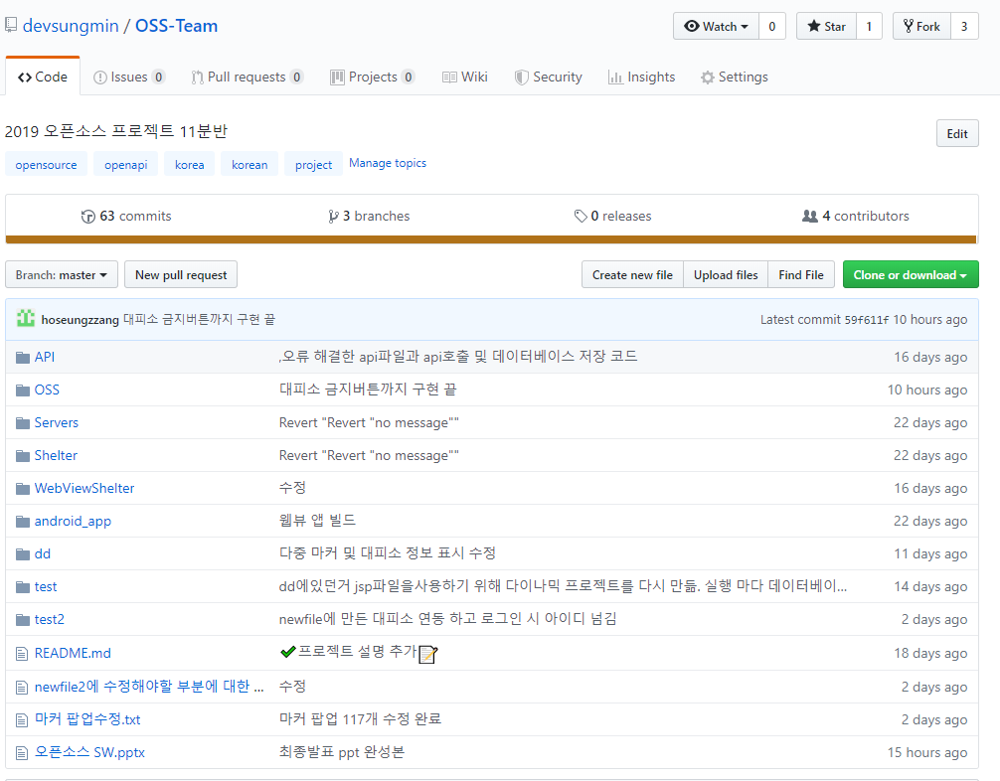 devsungmin / OSS-Team Watch 0 Star 1 Fork 3
Code Issues 0 Pull requests 0 Projects 0 Wiki Security Insights Settings
2019 오픈소스 프로젝트 11분반 Edit
opensource openapi korea korean project Manage topics
63 commits 3 branches 0 releases 4 contributors
Branch: master New pull request Create new file Upload files Find File Clone or download
hoseungzzang 대피소 금지버튼까지 구현 끝 Latest commit 59f611f 10 hours ago
API ,오류 해결한 api파일과 api호출 및 데이터베이스 저장 코드 16 days ago
OSS 대피소 금지버튼까지 구현 끝 10 hours ago
Servers Revert "Revert "no message"" 22 days ago
Shelter Revert "Revert "no message"" 22 days ago
WebViewShelter 수정 16 days ago
android_app 웹뷰 앱 빌드 22 days ago
dd 다중 마커 및 대피소 정보 표시 수정 11 days ago
test dd에있던거 jsp파일을사용하기 위해 다이나믹 프로젝트를 다시 만듦. 실행 마다 데이터베이... 14 days ago
test2 newfile에 만든 대피소 연동 하고 로그인 시 아이디 넘김 2 days ago
README.md ✔프로젝트 설명 추가📝 18 days ago
newfile2에 수정해야할 부분에 대한 ... 수정 2 days ago
마커 팝업수정.txt 마커 팝업 117개 수정 완료 2 days ago
오픈소스 SW.pptx 최종발표 ppt 완성본 15 hours ago